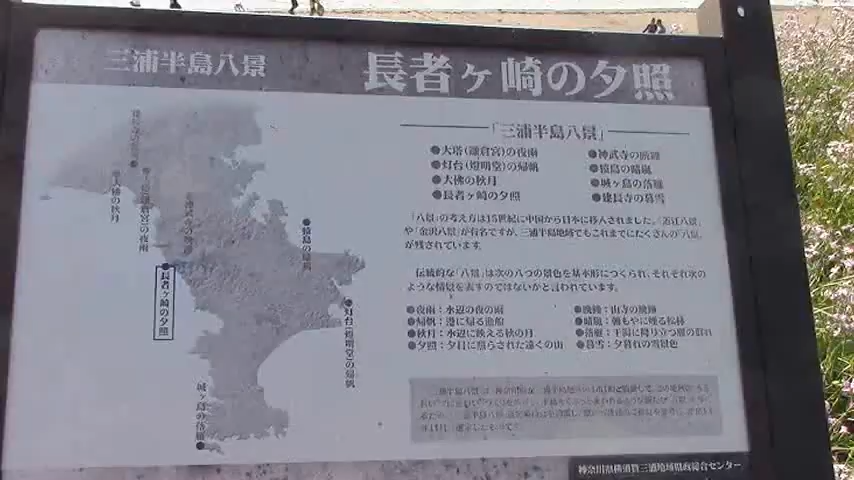 三浦半島八景
長者ヶ崎の夕照
「三浦半島八景」
●大塔(鎌倉宮)の夜雨
●灯台(燈明堂)の帰帆
●大佛の秋月
●長者ヶ崎の夕照
●神武寺の晩鐘
●猿島の晴嵐
●城ヶ島の落雁
●建長寺の暮雪
「八景」の考え方は15世紀に中国から日本に移入されました。「近江八景」
や「金沢八景」が有名ですが、三浦半島地域でもこれまでにたくさんの「八景」
が残されています。
伝統的な「八景」は次の八つの景色を基本形につくられ、それぞれ次の
ような情景を表すのではないかと言われています。
●夜雨：水辺の夜の雨
●帰帆：港に帰る漁船
●秋月：水辺に映える秋の月
●夕照：夕日に照らされた遠くの山
●晩鐘：山寺の晩鐘
●晴嵐：朝もやに煙る松林
●落雁：干潟に降り立つ雁の群れ
●暮雪：夕暮れの雪景色
大佛の秋月
(鎌倉宮)の夜雨
●猿島の晴嵐
●長者ヶ崎の夕照
●灯台(燈明堂)の帰帆
城ヶ島の落雁●
神奈川県横須賀三浦地域県政総合センター